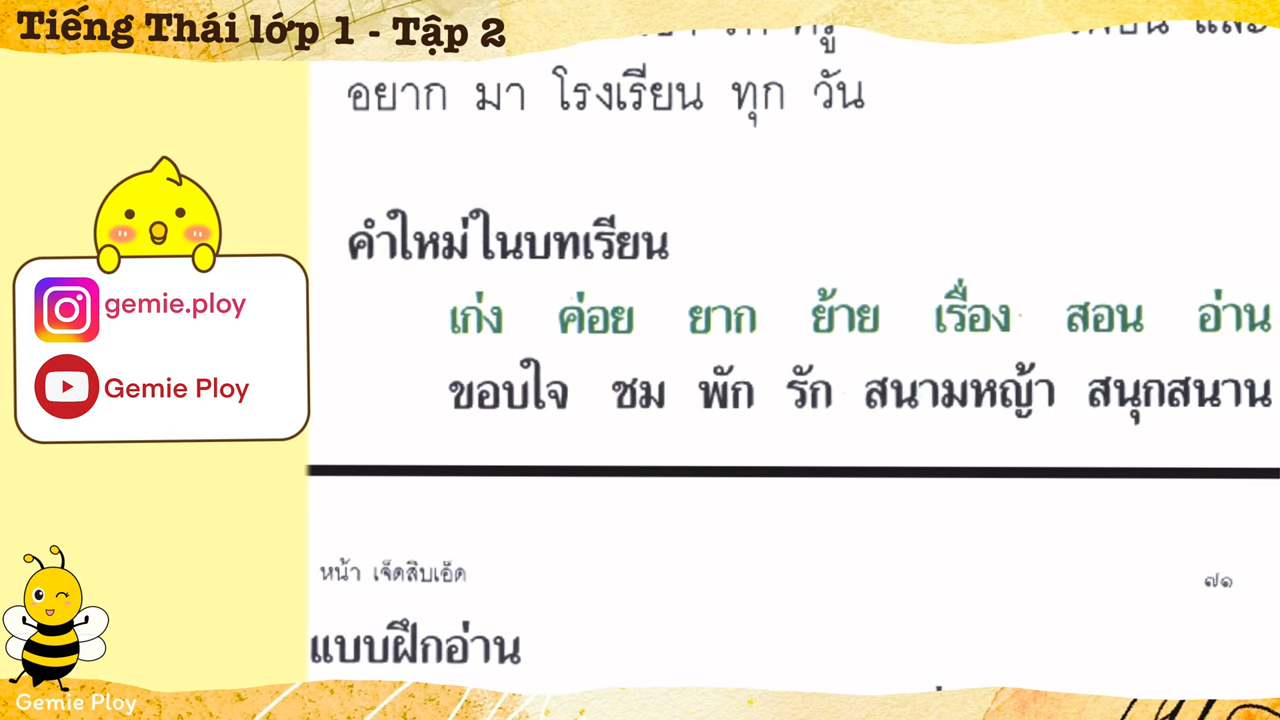 Tiếng Thái lớp 1 - Tập 2
และ
อยาก มา โรงเรียน ทุก วัน
คำใหม่ในบทเรียน
เก่ง ค่อย ยาก ย้าย เรื่อง สอน อ่าน
ขอบใจ ชม พัก รัก สนามหญ้า สนุกสนาน
gemie.ploy
Gemie Ploy
หน้า เจ็ดสิบเอ็ด ๗๑
แบบฝึกอ่าน
Gemie Ploy